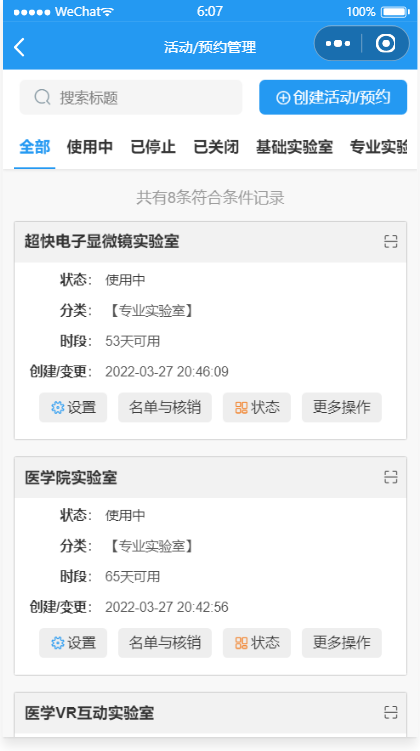 WeChat 6:07 100%
活动/预约管理
搜索标题 创建活动/预约
全部 使用中 已停止 已关闭 基础实验室 专业实验
共有8条符合条件记录
超快电子显微镜实验室
状态: 使用中
分类: 【专业实验室】
时段: 53天可用
创建/变更: 2022-03-27 20:46:09
设置 名单与核销 状态 更多操作
医学院实验室
状态: 使用中
分类: 【专业实验室】
时段: 65天可用
创建/变更: 2022-03-27 20:42:56
设置 名单与核销 状态 更多操作
医学VR互动实验室